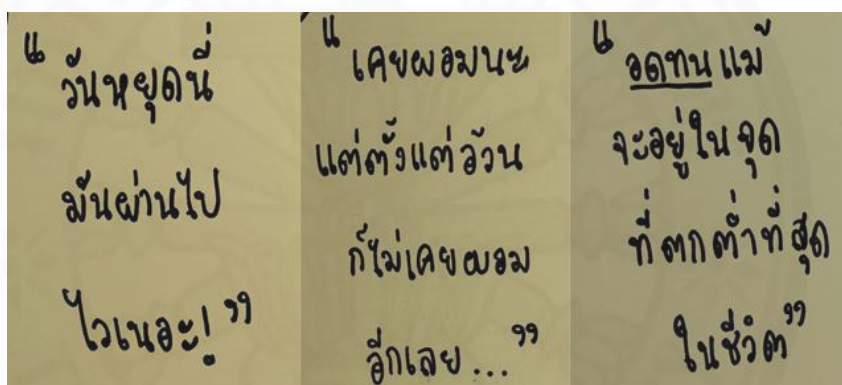 “ วันหยุดนี่
มันผ่านไป
ไวเนอะ! ”
“ เคยผอมนะ
แต่ตั้งแต่อ้วน
ก็ไม่เคยผอม
อีกเลย... ”
“ อดทนแม้
จะอยู่ในจุด
ที่ตกต่ำที่สุด
ในชีวิต ”